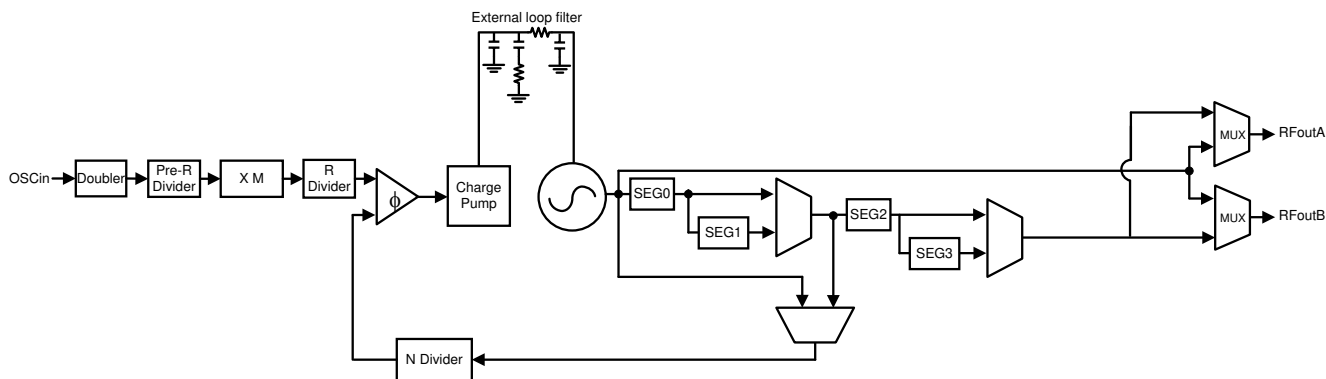 External loop filter
OSCin
Doubler
Pre-R
Divider
X M
R
Divider
ϕ
Charge
Pump
SEG0
SEG1
SEG2
SEG3
MUX
RFoutA
MUX
RFoutB
N Divider